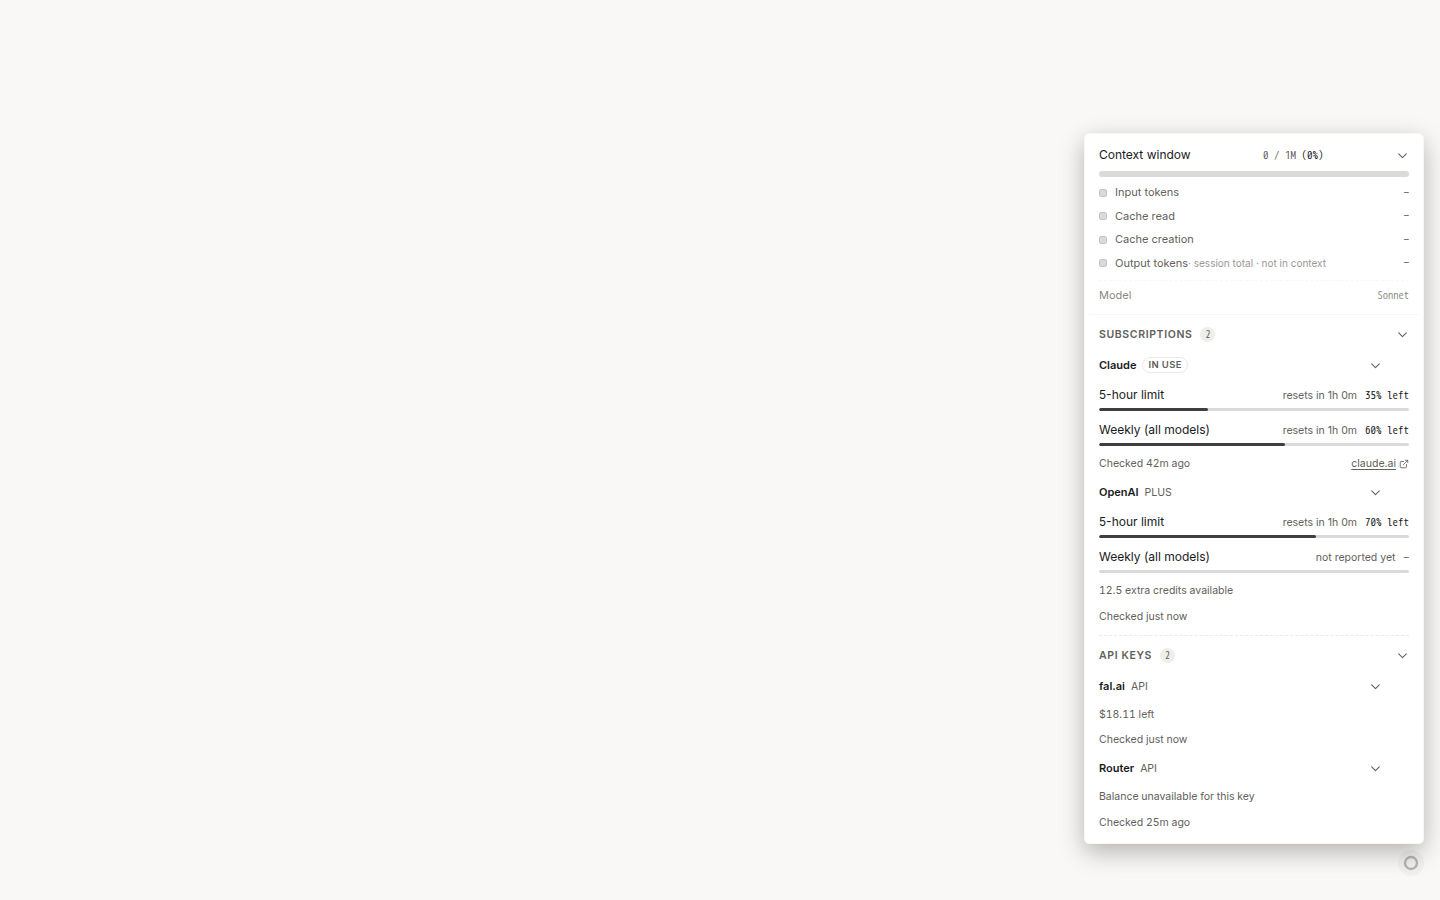 Context window 0 / 1M (0%)
Input tokens –
Cache read –
Cache creation –
Output tokens · session total · not in context –
Model Sonnet
SUBSCRIPTIONS 2
Claude IN USE
5-hour limit resets in 1h 0m 35% left
Weekly (all models) resets in 1h 0m 60% left
Checked 42m ago claude.ai
OpenAI PLUS
5-hour limit resets in 1h 0m 70% left
Weekly (all models) not reported yet –
12.5 extra credits available
Checked just now
API KEYS 2
fal.ai API
$18.11 left
Checked just now
Router API
Balance unavailable for this key
Checked 25m ago